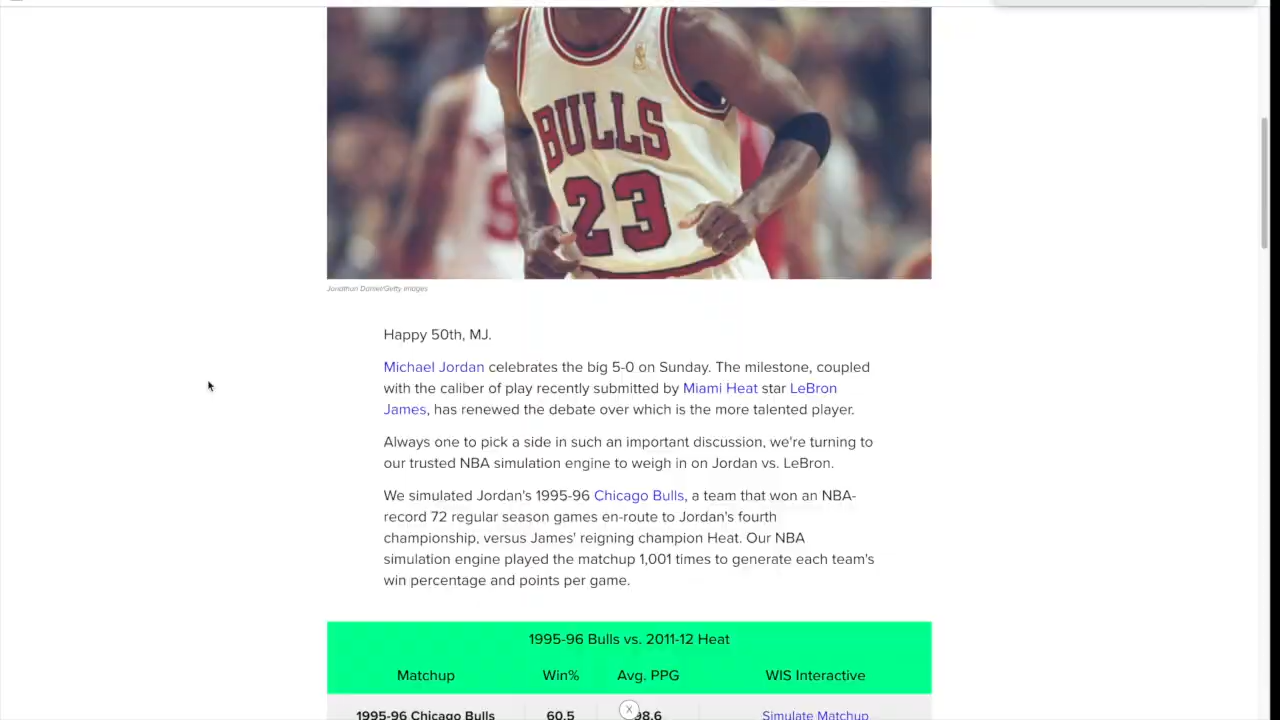 BULLS
23
Jonathan Daniel/Getty Images
Happy 50th, MJ.
Michael Jordan celebrates the big 5-0 on Sunday. The milestone, coupled
with the caliber of play recently submitted by Miami Heat star LeBron
James, has renewed the debate over which is the more talented player.
Always one to pick a side in such an important discussion, we're turning to
our trusted NBA simulation engine to weigh in on Jordan vs. LeBron.
We simulated Jordan's 1995-96 Chicago Bulls, a team that won an NBA-
record 72 regular season games en-route to Jordan's fourth
championship, versus James' reigning champion Heat. Our NBA
simulation engine played the matchup 1,001 times to generate each team's
win percentage and points per game.
1995-96 Bulls vs. 2011-12 Heat
Matchup Win% Avg. PPG WIS Interactive
1995-96 Chicago Bulls 60.5 98.6 Simulate Matchup
X